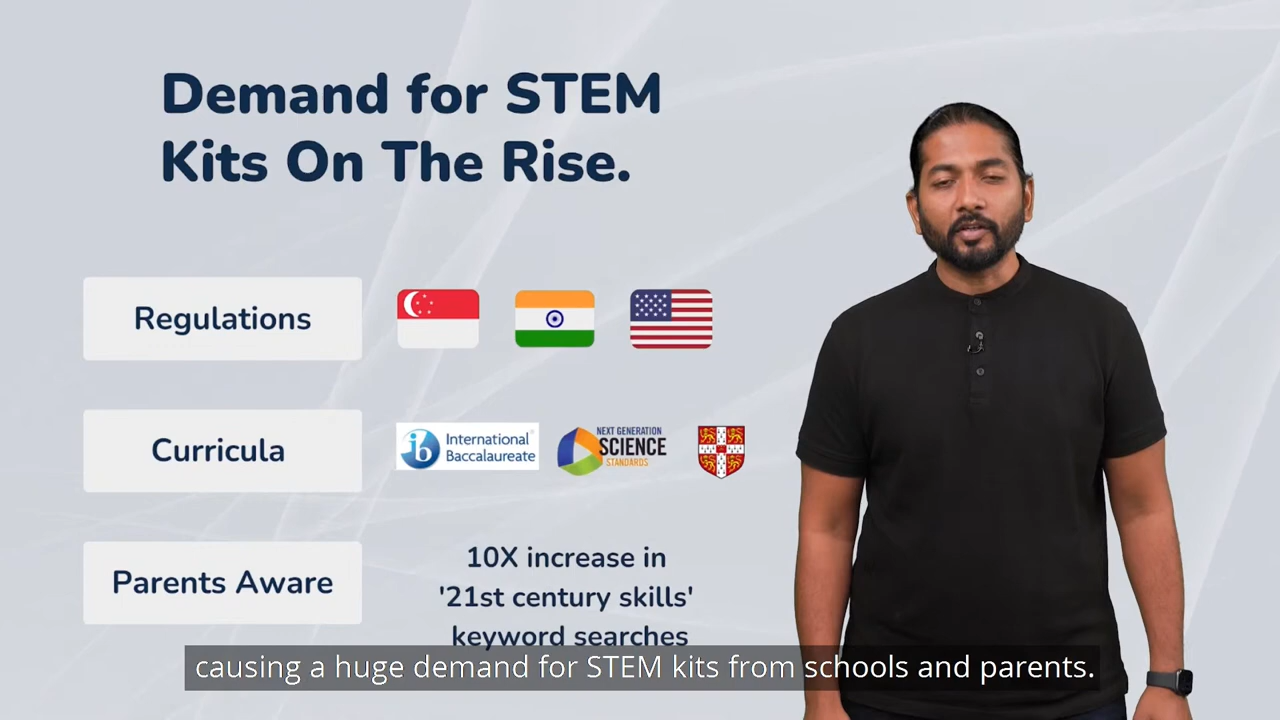 Demand for STEM
Kits On The Rise.
Regulations
Curricula
International
Baccalaureate
NEXT GENERATION
SCIENCE
STANDARDS
Parents Aware
10X increase in
'21st century skills'
keyword searches
causing a huge demand for STEM kits from schools and parents.